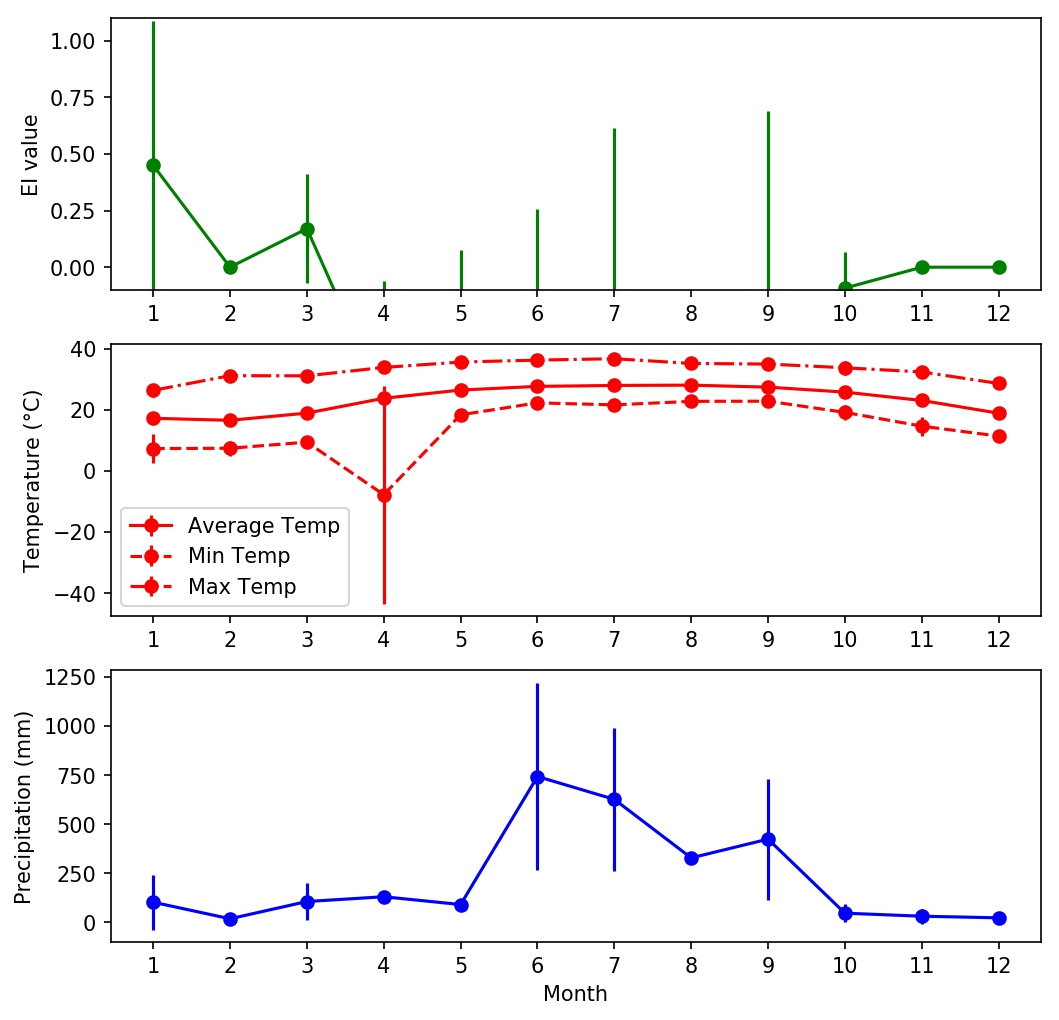 1.00
0.75
0.50
0.25
0.00
EI value
1 2 3 4 5 6 7 8 9 10 11 12
40
20
0
−20
−40
Temperature (°C)
Average Temp
Min Temp
Max Temp
1 2 3 4 5 6 7 8 9 10 11 12
1250
1000
750
500
250
0
Precipitation (mm)
1 2 3 4 5 6 7 8 9 10 11 12
Month